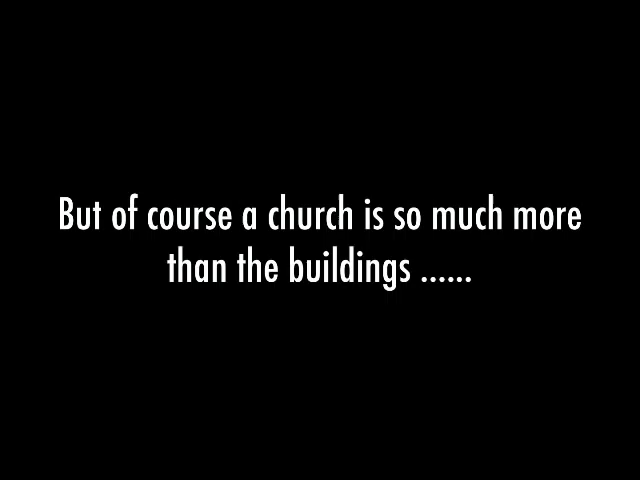 But of course a church is so much more
than the buildings ......